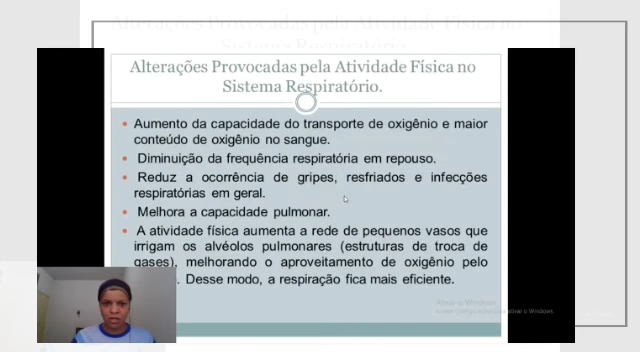 Alterações Provocadas pela Atividade Física no
Sistema Respiratório.
Alterações Provocadas pela Atividade Física no
Sistema Respiratório.
• Aumento da capacidade do transporte de oxigênio e maior
conteúdo de oxigênio no sangue.
• Diminuição da frequência respiratória em repouso.
• Reduz a ocorrência de gripes, resfriados e infecções
respiratórias em geral.
• Melhora a capacidade pulmonar.
• A atividade física aumenta a rede de pequenos vasos que
irrigam os alvéolos pulmonares (estruturas de troca de
gases), melhorando o aproveitamento de oxigênio pelo
. Desse modo, a respiração fica mais eficiente.
Ativar o Windows
ativar o Windows.